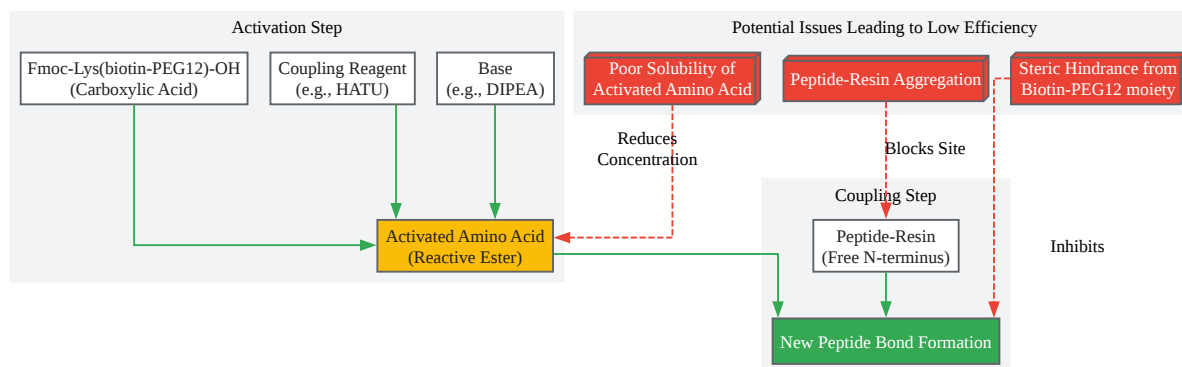 Activation Step
Potential Issues Leading to Low Efficiency
Fmoc-Lys(biotin-PEG12)-OH
(Carboxylic Acid)
Coupling Reagent
(e.g., HATU)
Base
(e.g., DIPEA)
Poor Solubility of
Activated Amino Acid
Peptide-Resin Aggregation
Steric Hindrance from
Biotin-PEG12 moiety
Reduces
Concentration
Blocks Site
Coupling Step
Activated Amino Acid
(Reactive Ester)
Peptide-Resin
(Free N-terminus)
Inhibits
New Peptide Bond Formation